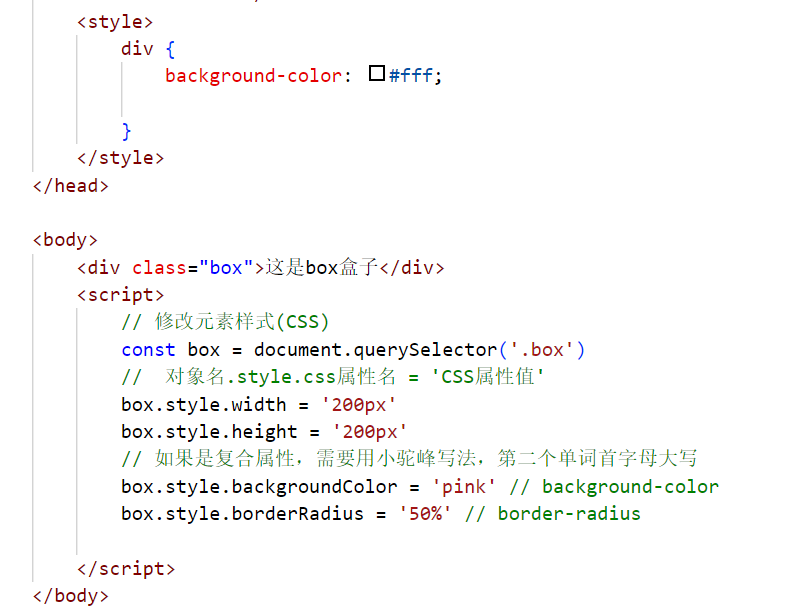 <style>
div {
background-color: #fff;
}
</style>
</head>
<body>
<div class="box">这是box盒子</div>
<script>
// 修改元素样式(CSS)
const box = document.querySelector('.box')
//  对象名.style.css属性名 = 'CSS属性值'
box.style.width = '200px'
box.style.height = '200px'
// 如果是复合属性，需要用小驼峰写法，第二个单词首字母大写
box.style.backgroundColor = 'pink' // background-color
box.style.borderRadius = '50%' // border-radius
</script>
</body>